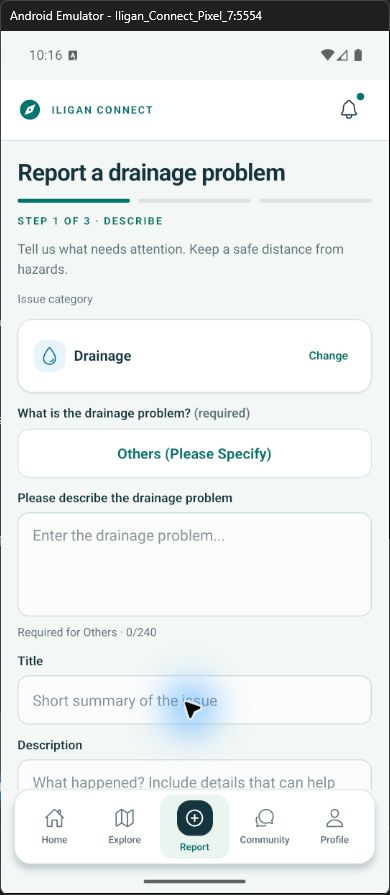 Android Emulator - Iligan_Connect_Pixel_7:5554
10:16 A
ILIGAN CONNECT
Report a drainage problem
STEP 1 OF 3 · DESCRIBE
Tell us what needs attention. Keep a safe distance from
hazards.
Issue category
Drainage
Change
What is the drainage problem? (required)
Others (Please Specify)
Please describe the drainage problem
Enter the drainage problem...
Required for Others · 0/240
Title
Short summary of the issue
Description
What happened? Include details that can help
Home
Explore
Report
Community
Profile